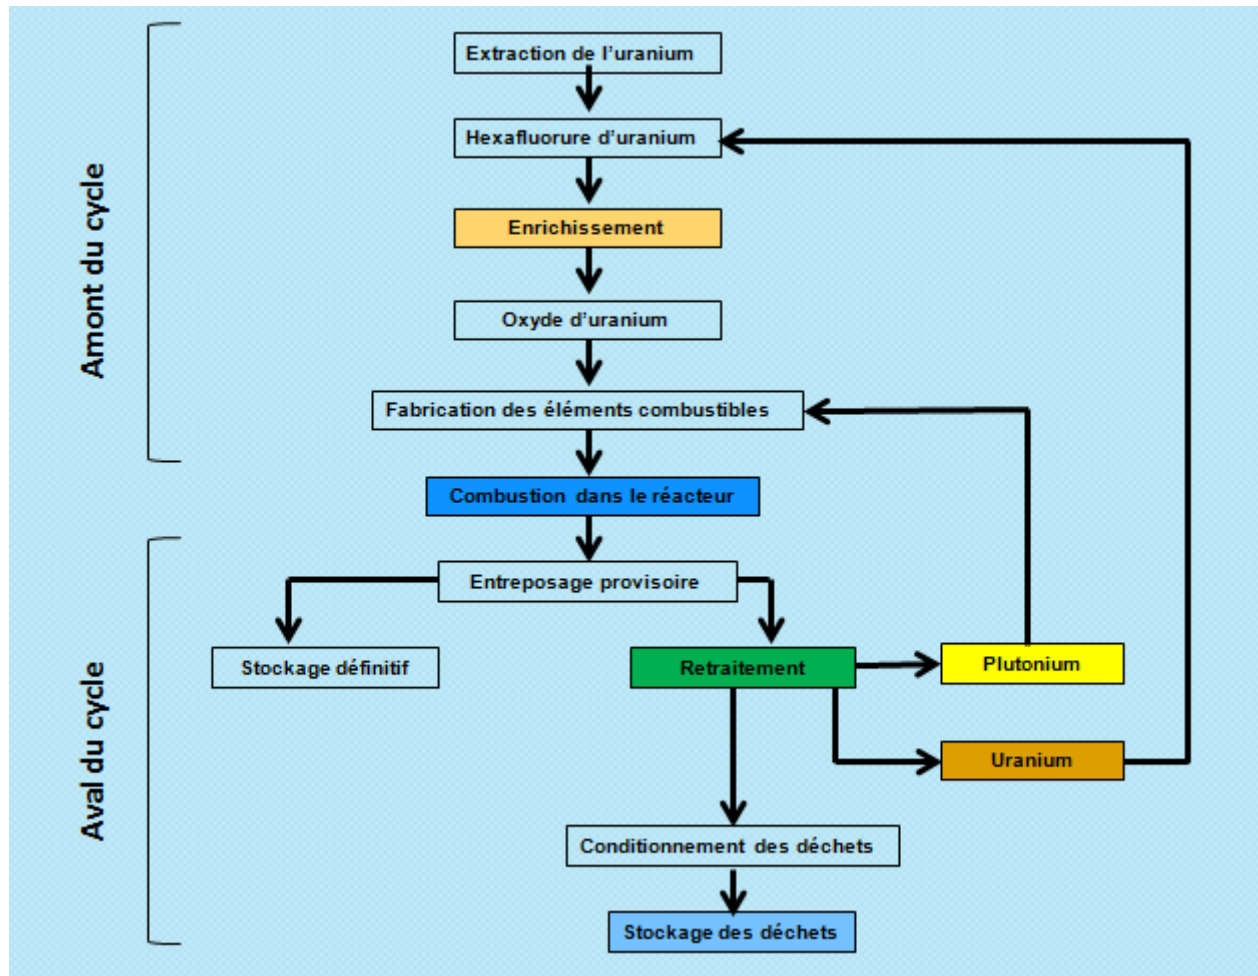 Amont du cycle
Extraction de l'uranium
Hexafluorure d'uranium
Enrichissement
Oxyde d'uranium
Fabrication des éléments combustibles
Combustion dans le réacteur
Aval du cycle
Entreposage provisoire
Stockage définitif
Retraitement
Plutonium
Uranium
Conditionnement des déchets
Stockage des déchets